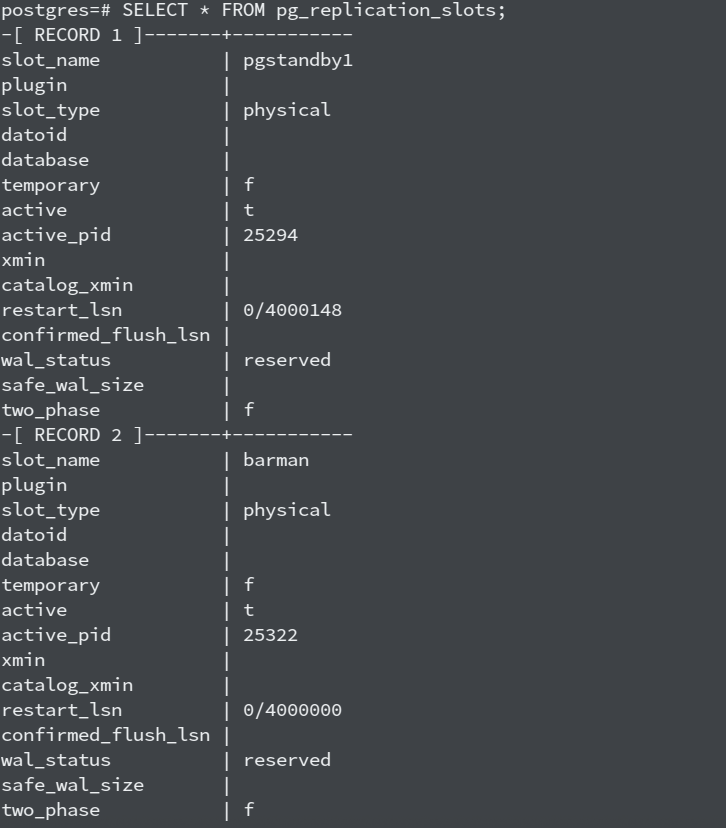 postgres=# SELECT * FROM pg_replication_slots;
-[ RECORD 1 ]-------+-----------
slot_name           | pgstandby1
plugin              |
slot_type           | physical
datoid              |
database            |
temporary           | f
active              | t
active_pid          | 25294
xmin                |
catalog_xmin        |
restart_lsn         | 0/4000148
confirmed_flush_lsn |
wal_status          | reserved
safe_wal_size       |
two_phase           | f
-[ RECORD 2 ]-------+-----------
slot_name           | barman
plugin              |
slot_type           | physical
datoid              |
database            |
temporary           | f
active              | t
active_pid          | 25322
xmin                |
catalog_xmin        |
restart_lsn         | 0/4000000
confirmed_flush_lsn |
wal_status          | reserved
safe_wal_size       |
two_phase           | f